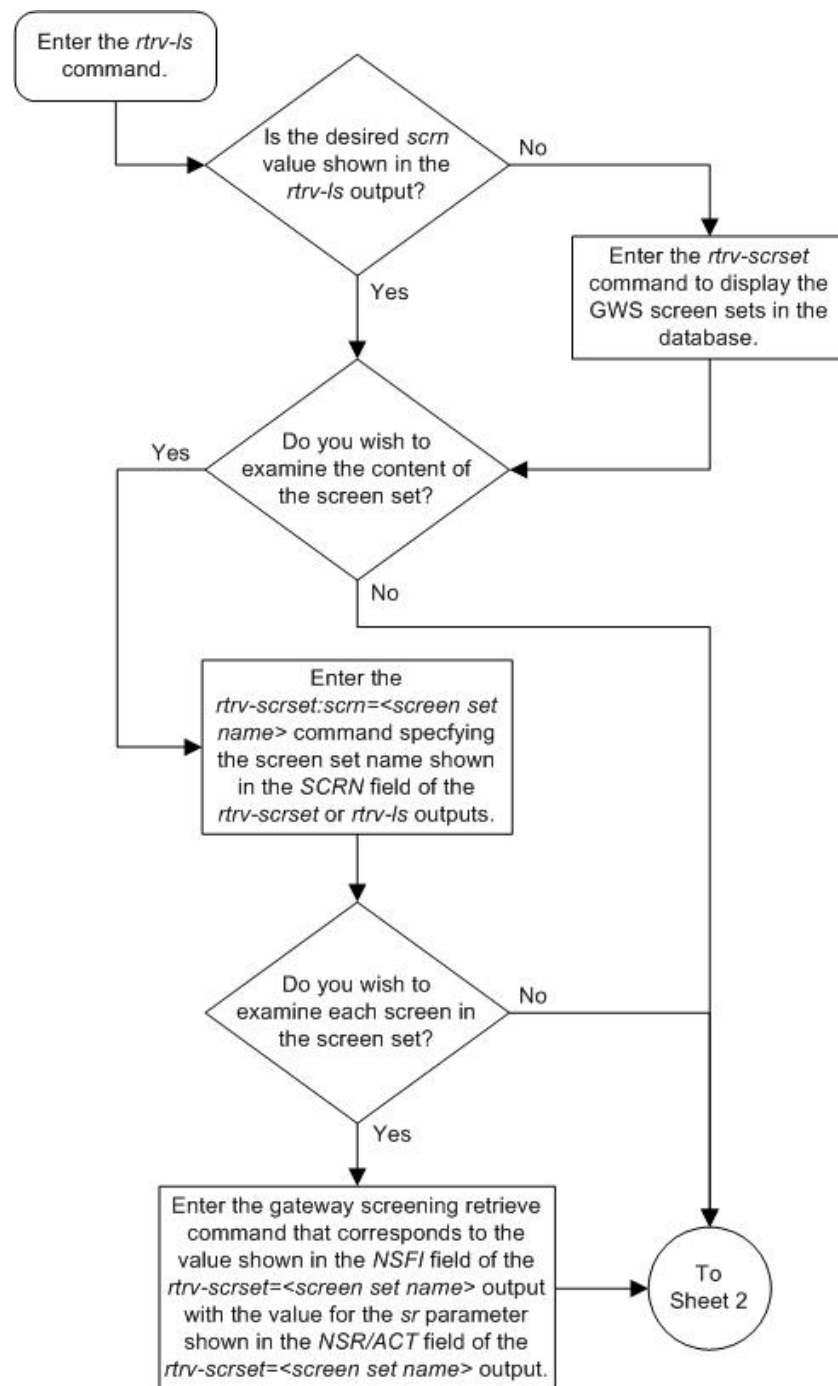 Enter the rtrv-ls
command.
Is the desired scrn
value shown in the
rtrv-ls output?
No
Yes
Enter the rtrv-scrset
command to display the
GWS screen sets in the
database.
Do you wish to
examine the content of
the screen set?
Yes
No
Enter the
rtrv-scrset:scrn=<screen set
name> command specifying
the screen set name shown
in the SCRN field of the
rtrv-scrset or rtrv-ls outputs.
Do you wish to
examine each screen in
the screen set?
No
Yes
Enter the gateway screening retrieve
command that corresponds to the
value shown in the NSFI field of the
rtrv-scrset=<screen set name> output
with the value for the sr parameter
shown in the NSR/ACT field of the
rtrv-scrset=<screen set name> output.
To
Sheet 2